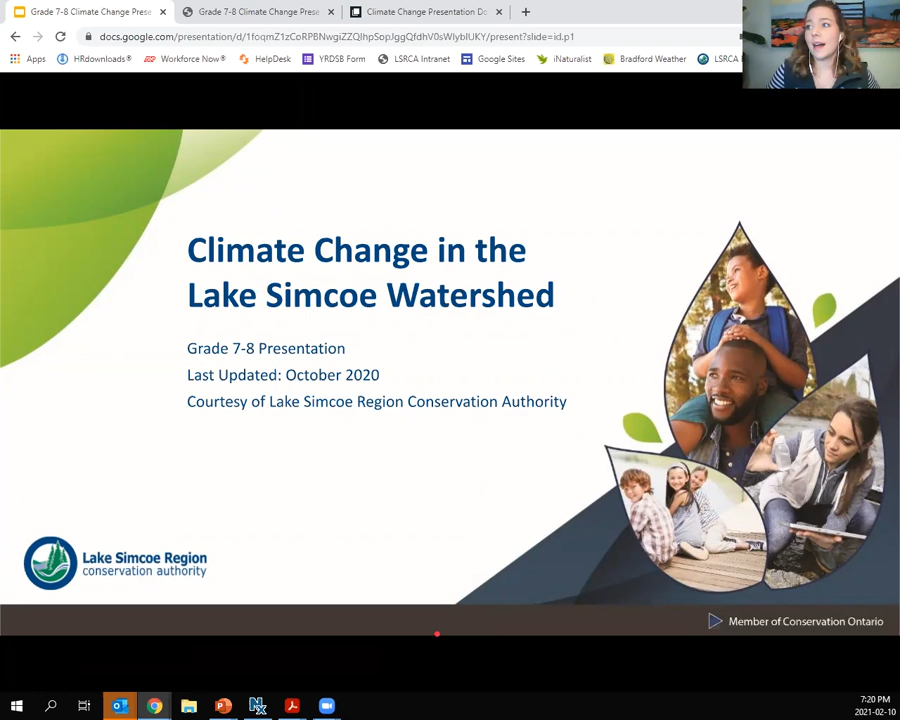 Grade 7-8 Climate Change Prese
Grade 7-8 Climate Change Prese
Climate Change Presentation Do
docs.google.com/presentation/d/1foqmZ1zCoRPBNwgiZZQIhpSopJggQfdhV0sWlybIUKY/present?slide=id.p1
Apps HRdownloads® Workforce Now® HelpDesk YRDSB Form LSRCA Intranet Google Sites iNaturalist Bradford Weather LSRCA
Climate Change in the
Lake Simcoe Watershed
Grade 7-8 Presentation
Last Updated: October 2020
Courtesy of Lake Simcoe Region Conservation Authority
Lake Simcoe Region
conservation authority
Member of Conservation Ontario
7:20 PM
2021-02-10